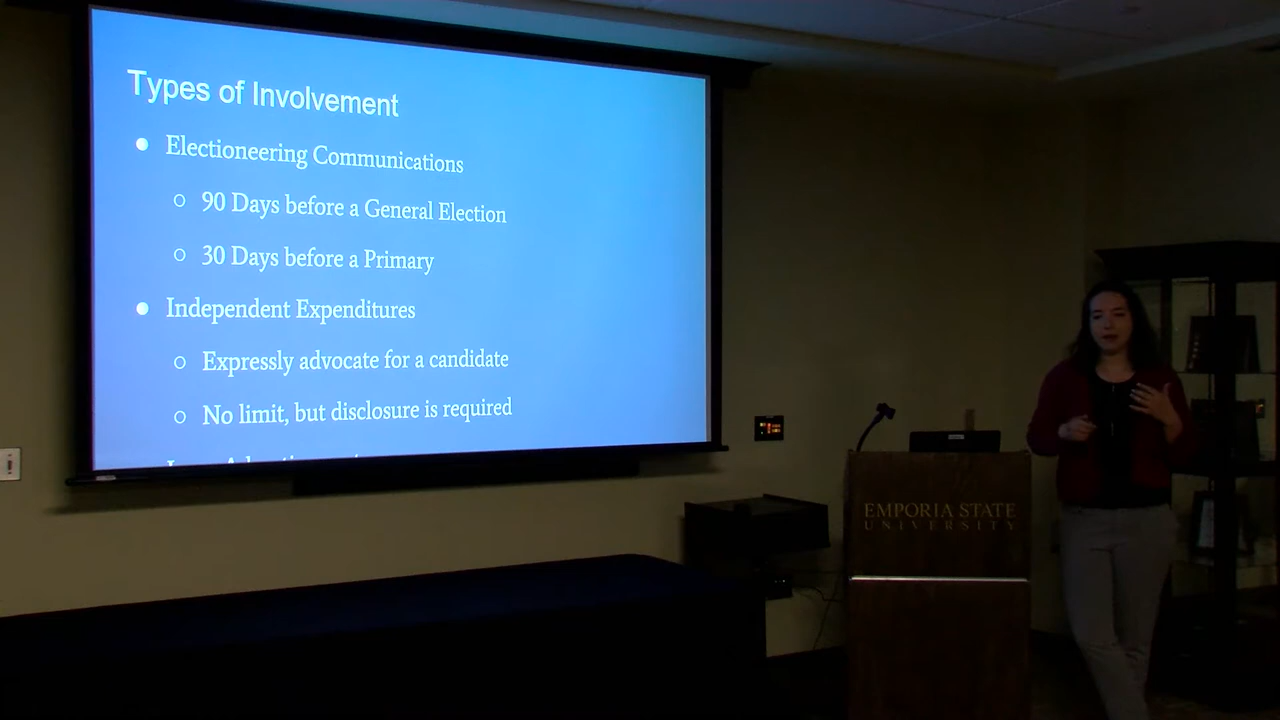 Types of Involvement
Electioneering Communications
90 Days before a General Election
30 Days before a Primary
Independent Expenditures
Expressly advocate for a candidate
No limit, but disclosure is required
EMPORIA STATE
UNIVERSITY